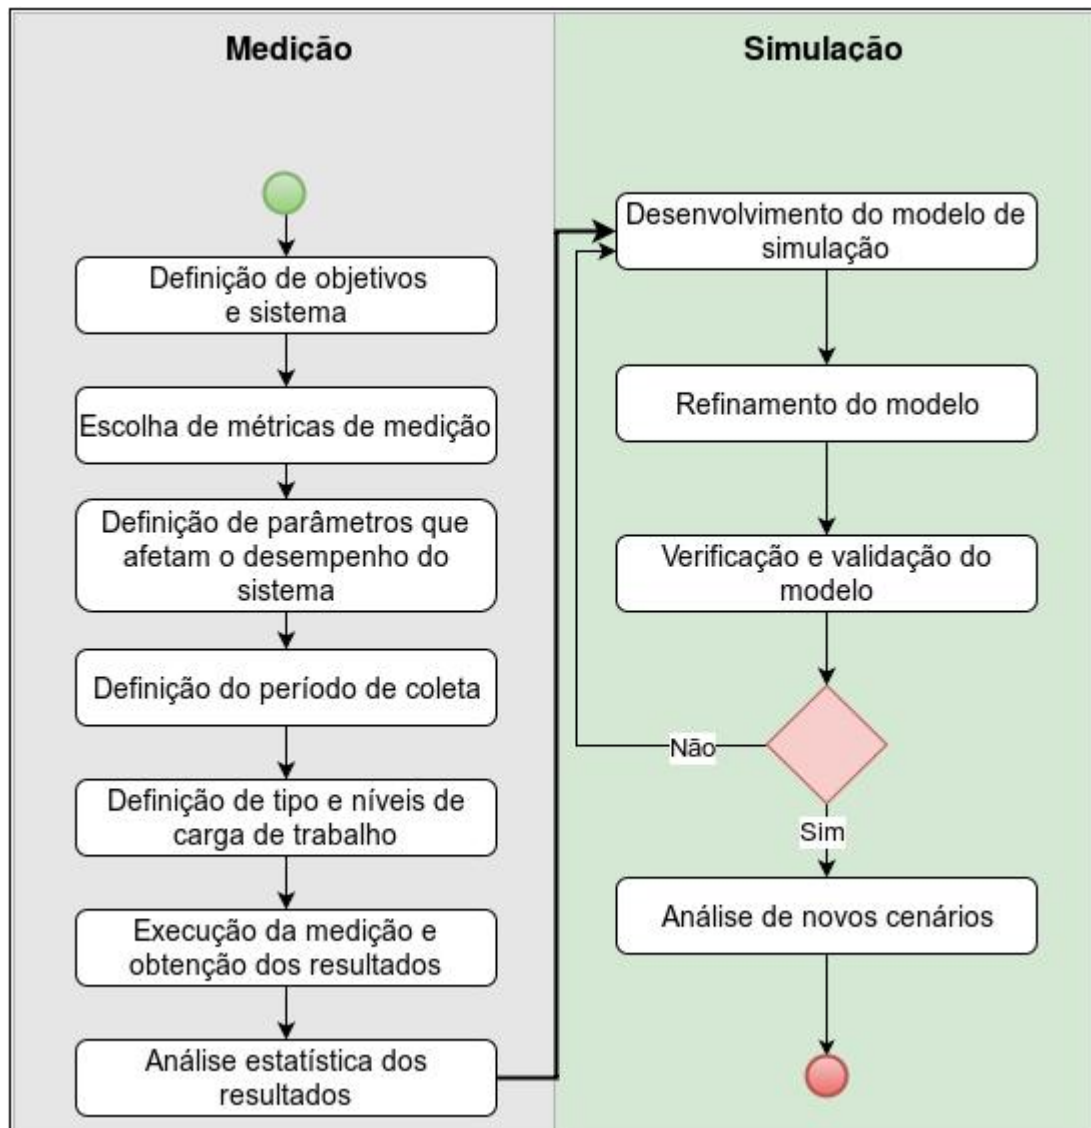 Medição
Definição de objetivos
e sistema
Escolha de métricas de medição
Definição de parâmetros que
afetam o desempenho do
sistema
Definição do período de coleta
Definição de tipo e níveis de
carga de trabalho
Execução da medição e
obtenção dos resultados
Análise estatística dos
resultados
Simulação
Desenvolvimento do modelo de
simulação
Refinamento do modelo
Verificação e validação do
modelo
Não
Sim
Análise de novos cenários